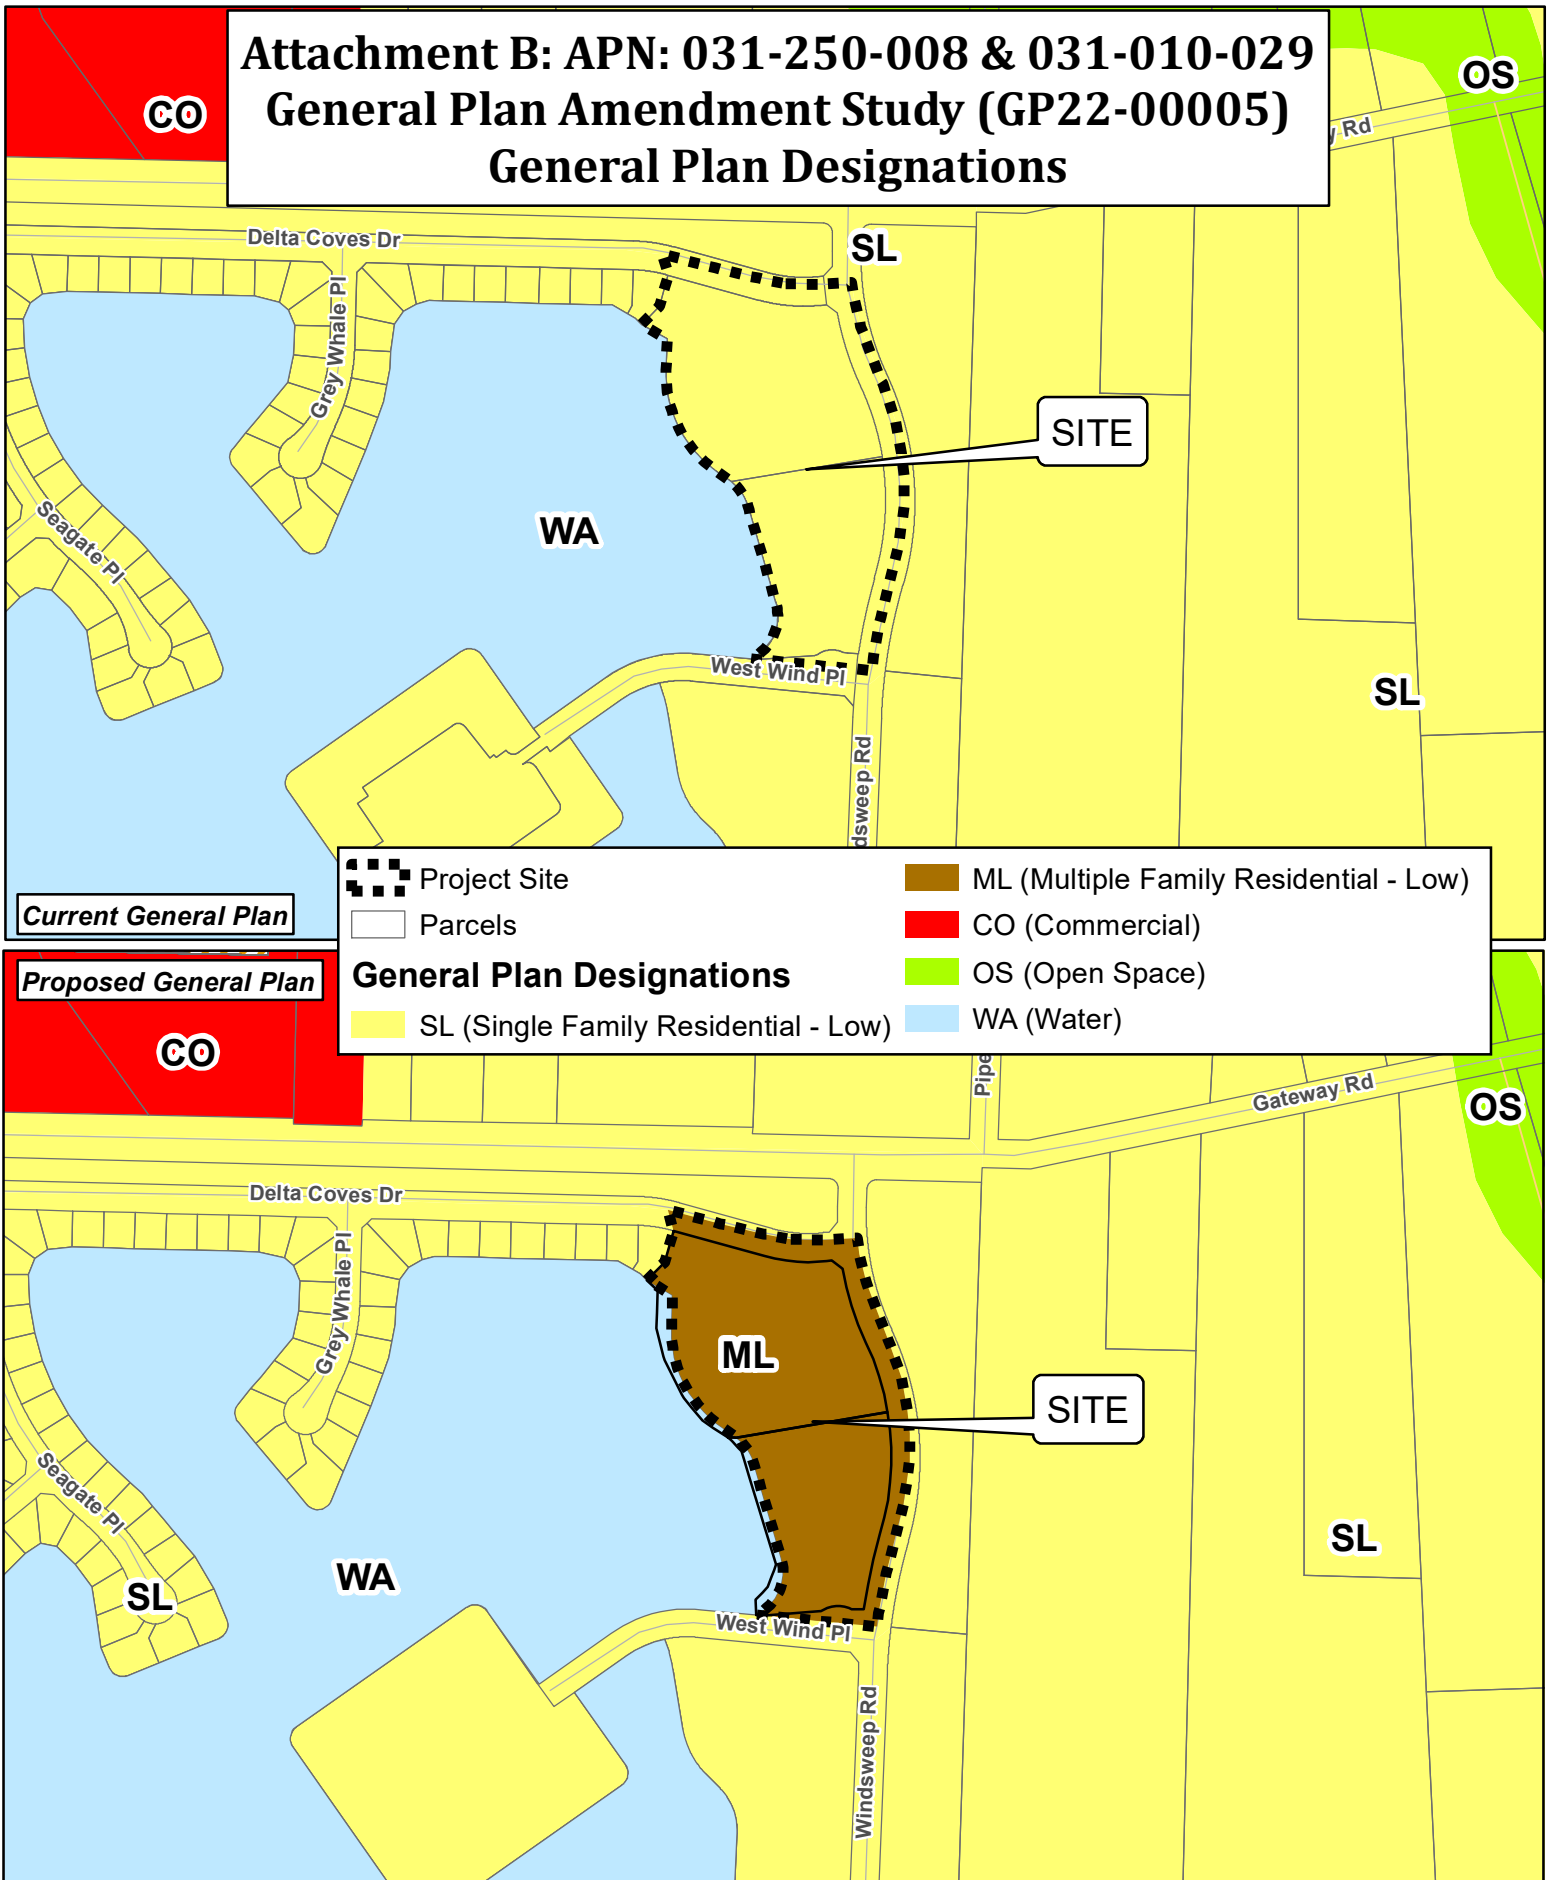 Attachment B: APN: 031-250-008 & 031-010-029
General Plan Amendment Study (GP22-00005)
General Plan Designations
CO
OS
Rd
Delta Coves Dr
SL
Grey Whale Pl
SITE
WA
Seagate Pl
West Wind Pl
SL
dsweep Rd
Current General Plan
Project Site
Parcels
General Plan Designations
SL (Single Family Residential - Low)
ML (Multiple Family Residential - Low)
CO (Commercial)
OS (Open Space)
WA (Water)
Proposed General Plan
CO
Pipe
Gateway Rd
OS
Delta Coves Dr
Grey Whale Pl
ML
SITE
Seagate Pl
SL
WA
SL
West Wind Pl
Windsweep Rd